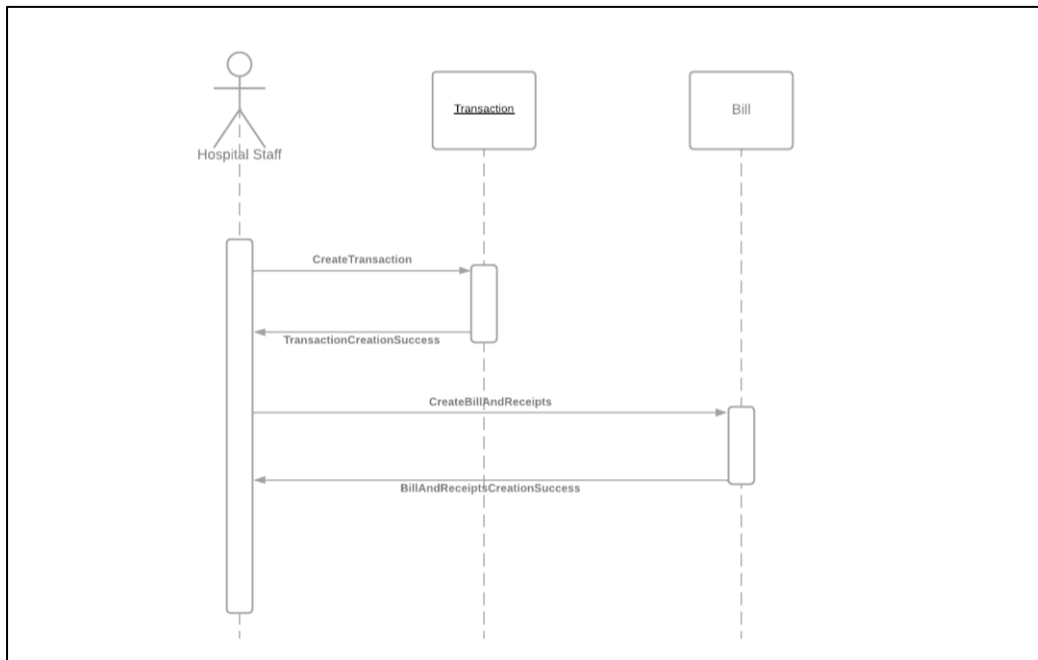 Transaction
Bill
Hospital Staff
CreateTransaction
TransactionCreationSuccess
CreateBillAndReceipts
BillAndReceiptsCreationSuccess